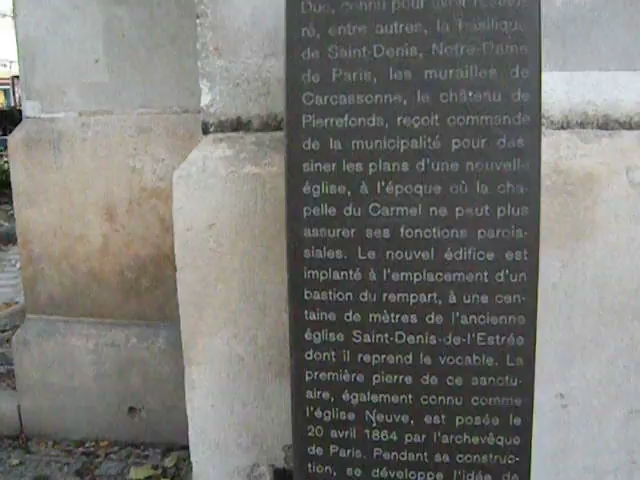 Duc, connu pour avoir restau-
ré, entre autres, la basilique
de Saint-Denis, Notre-Dame
de Paris, les murailles de
Carcassonne, le château de
Pierrefonds, reçoit commande
de la municipalité pour des-
siner les plans d'une nouvelle
église, à l'époque où la cha-
pelle du Carmel ne peut plus
assurer ses fonctions parois-
siales. Le nouvel édifice est
implanté à l'emplacement d'un
bastion du rempart, à une cen-
taine de mètres de l'ancienne
église Saint-Denis-de-l'Estrée
dont il reprend le vocable. La
première pierre de ce sanctu-
aire, également connu comme
l'église Neuve, est posée le
20 avril 1864 par l'archevêque
de Paris. Pendant sa construc-
tion, se développe l'idée de